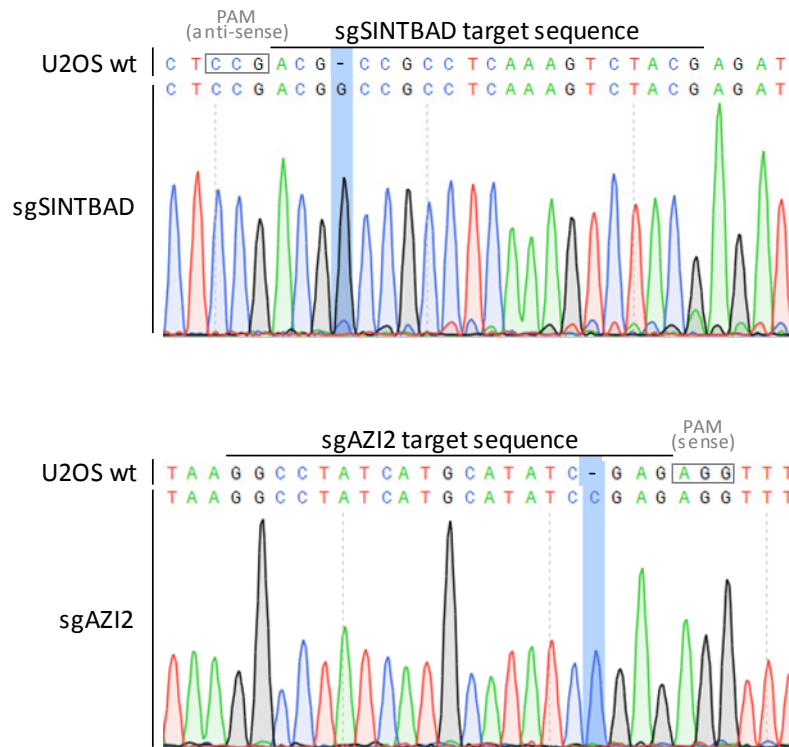 PAM
(anti-sense)
sgSINTBAD target sequence
U2OS wt
C T C C G A C G - C C G C C T C A A A G T C T A C G A G A T
C T C C G A C G G C C G C C T C A A A G T C T A C G A G A T
sgSINTBAD
sgAZI2 target sequence
PAM
(sense)
U2OS wt
T A A G G C C T A T C A T G C A T A T C - G A G A G G T T T
T A A G G C C T A T C A T G C A T A T C C G A G A G G T T T
sgAZI2